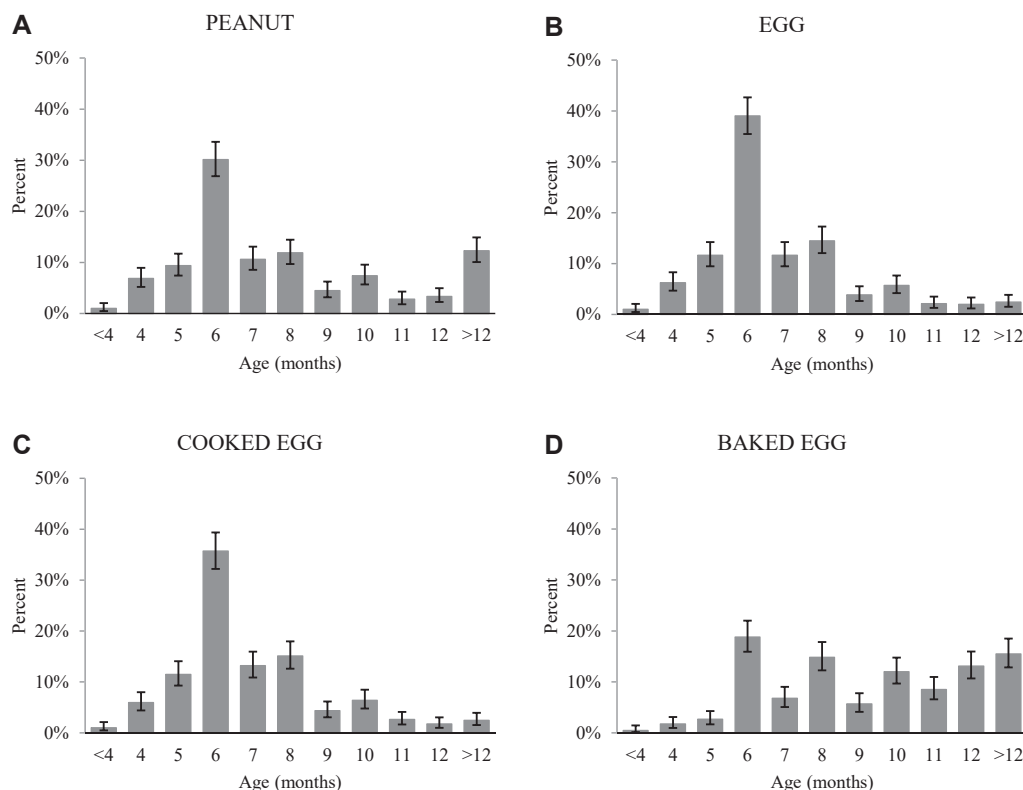 A PEANUT
50%
40%
30%
20%
10%
0%
Percent
<4 4 5 6 7 8 9 10 11 12 >12
Age (months)
B EGG
50%
40%
30%
20%
10%
0%
Percent
<4 4 5 6 7 8 9 10 11 12 >12
Age (months)
C COOKED EGG
50%
40%
30%
20%
10%
0%
Percent
<4 4 5 6 7 8 9 10 11 12 >12
Age (months)
D BAKED EGG
50%
40%
30%
20%
10%
0%
Percent
<4 4 5 6 7 8 9 10 11 12 >12
Age (months)